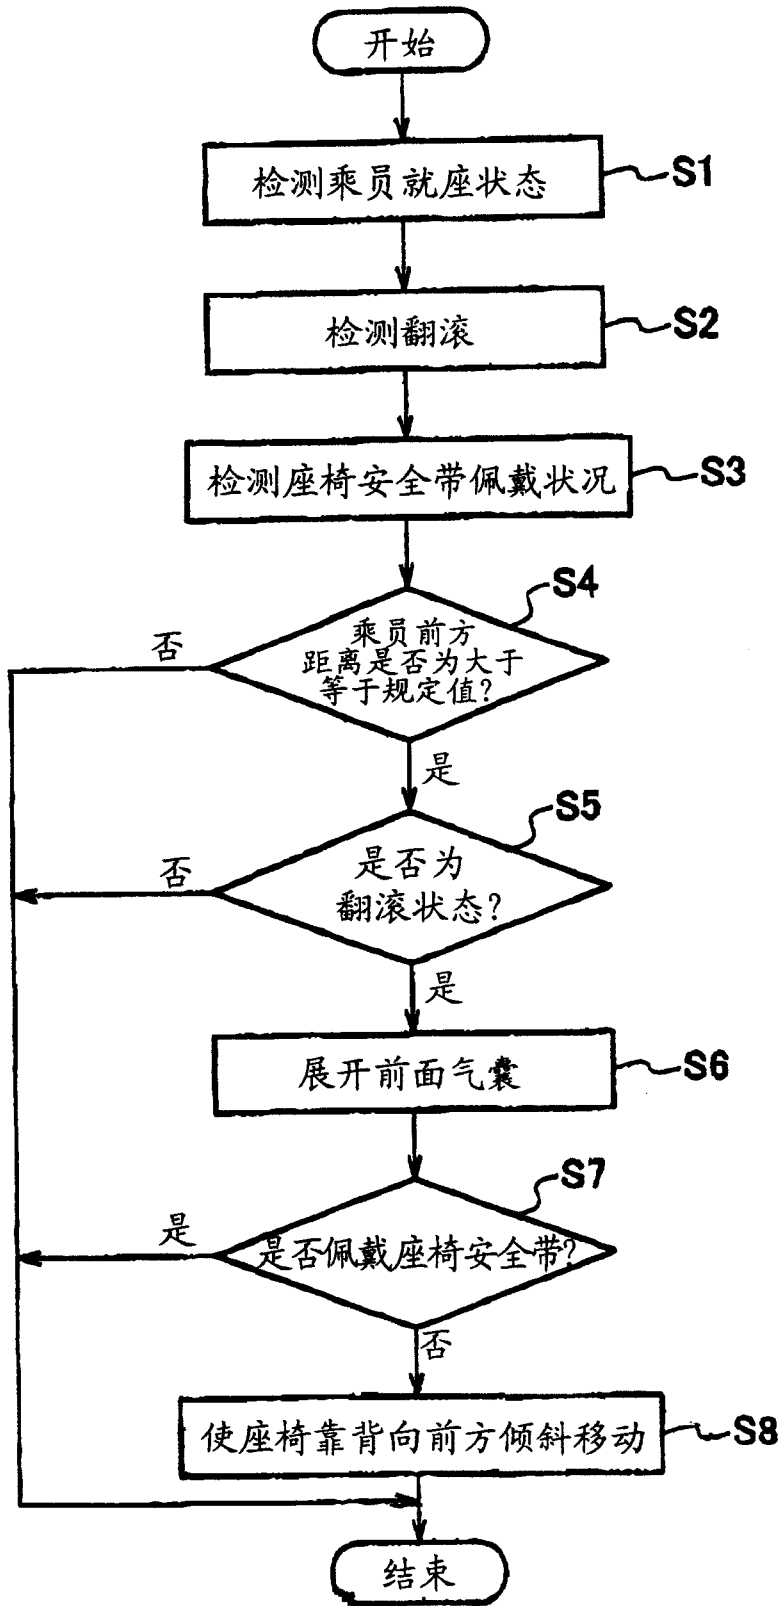 开始
检测乘员就座状态
S1
检测翻滚
S2
检测座椅安全带佩戴状况
S3
S4
乘员前方
距离是否为大于
等于规定值?
否
是
S5
是否为
翻滚状态?
否
是
展开前面气囊
S6
S7
是否佩戴座椅安全带?
是
否
使座椅靠背向前方倾斜移动
S8
结束